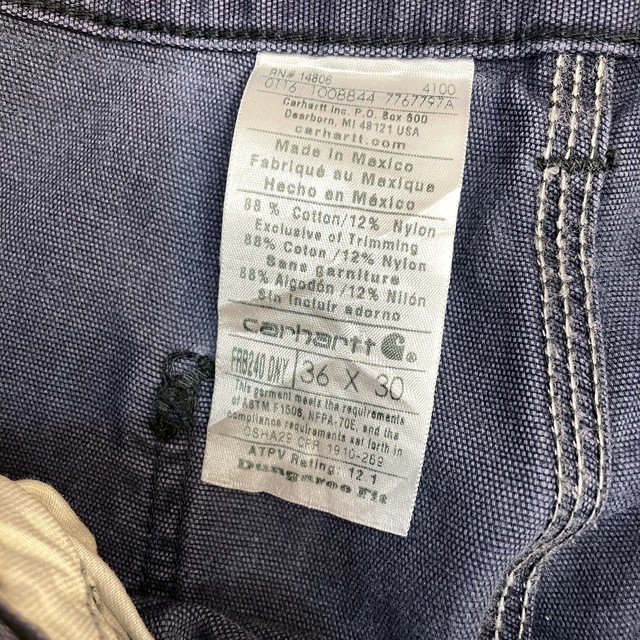 RN# 14806 4100
0116 1008844 7767797A
Carhartt Inc. P.O. Box 600
Dearborn, MI 48121 USA
carhartt.com
Made in Mexico
Fabriqué au Mexique
Hecho en México
88 % Cotton/12% Nylon
Exclusive of Trimming
88% Coton /12% Nylon
Sans garniture
88% Algodón /12% Nilón
Sin incluir adorno
carhartt
FRB240 DNY 36 X 30
This garment meets the requirements
of ASTM F1506, NFPA-70E, and the
compliance requirements set forth in
OSHA29 CFR 1910-269
ATPV Rating: 12.1
Dungaree Fit